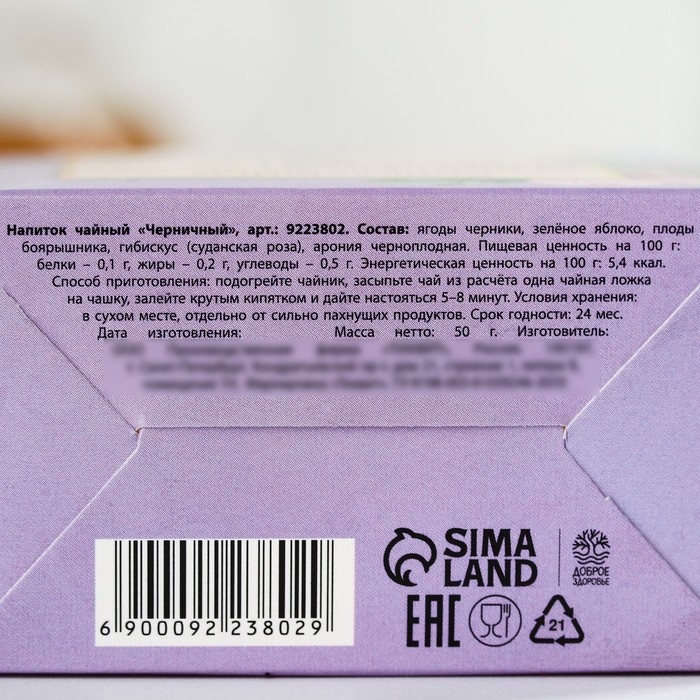 Напиток чайный «Черничный», арт.: 9223802. Состав: ягоды черники, зелёное яблоко, плоды
боярышника, гибискус (суданская роза), арония черноплодная. Пищевая ценность на 100 г:
белки – 0,1 г, жиры – 0,2 г, углеводы – 0,5 г. Энергетическая ценность на 100 г: 5,4 ккал.
Способ приготовления: подогрейте чайник, засыпьте чай из расчёта одна чайная ложка
на чашку, залейте крутым кипятком и дайте настояться 5–8 минут. Условия хранения:
в сухом месте, отдельно от сильно пахнущих продуктов. Срок годности: 24 мес.
Дата изготовления: Масса нетто: 50 г. Изготовитель:
6 900092 238029
SIMA
LAND
ДОБРОЕ
ЗДОРОВЬЕ
EAC
21